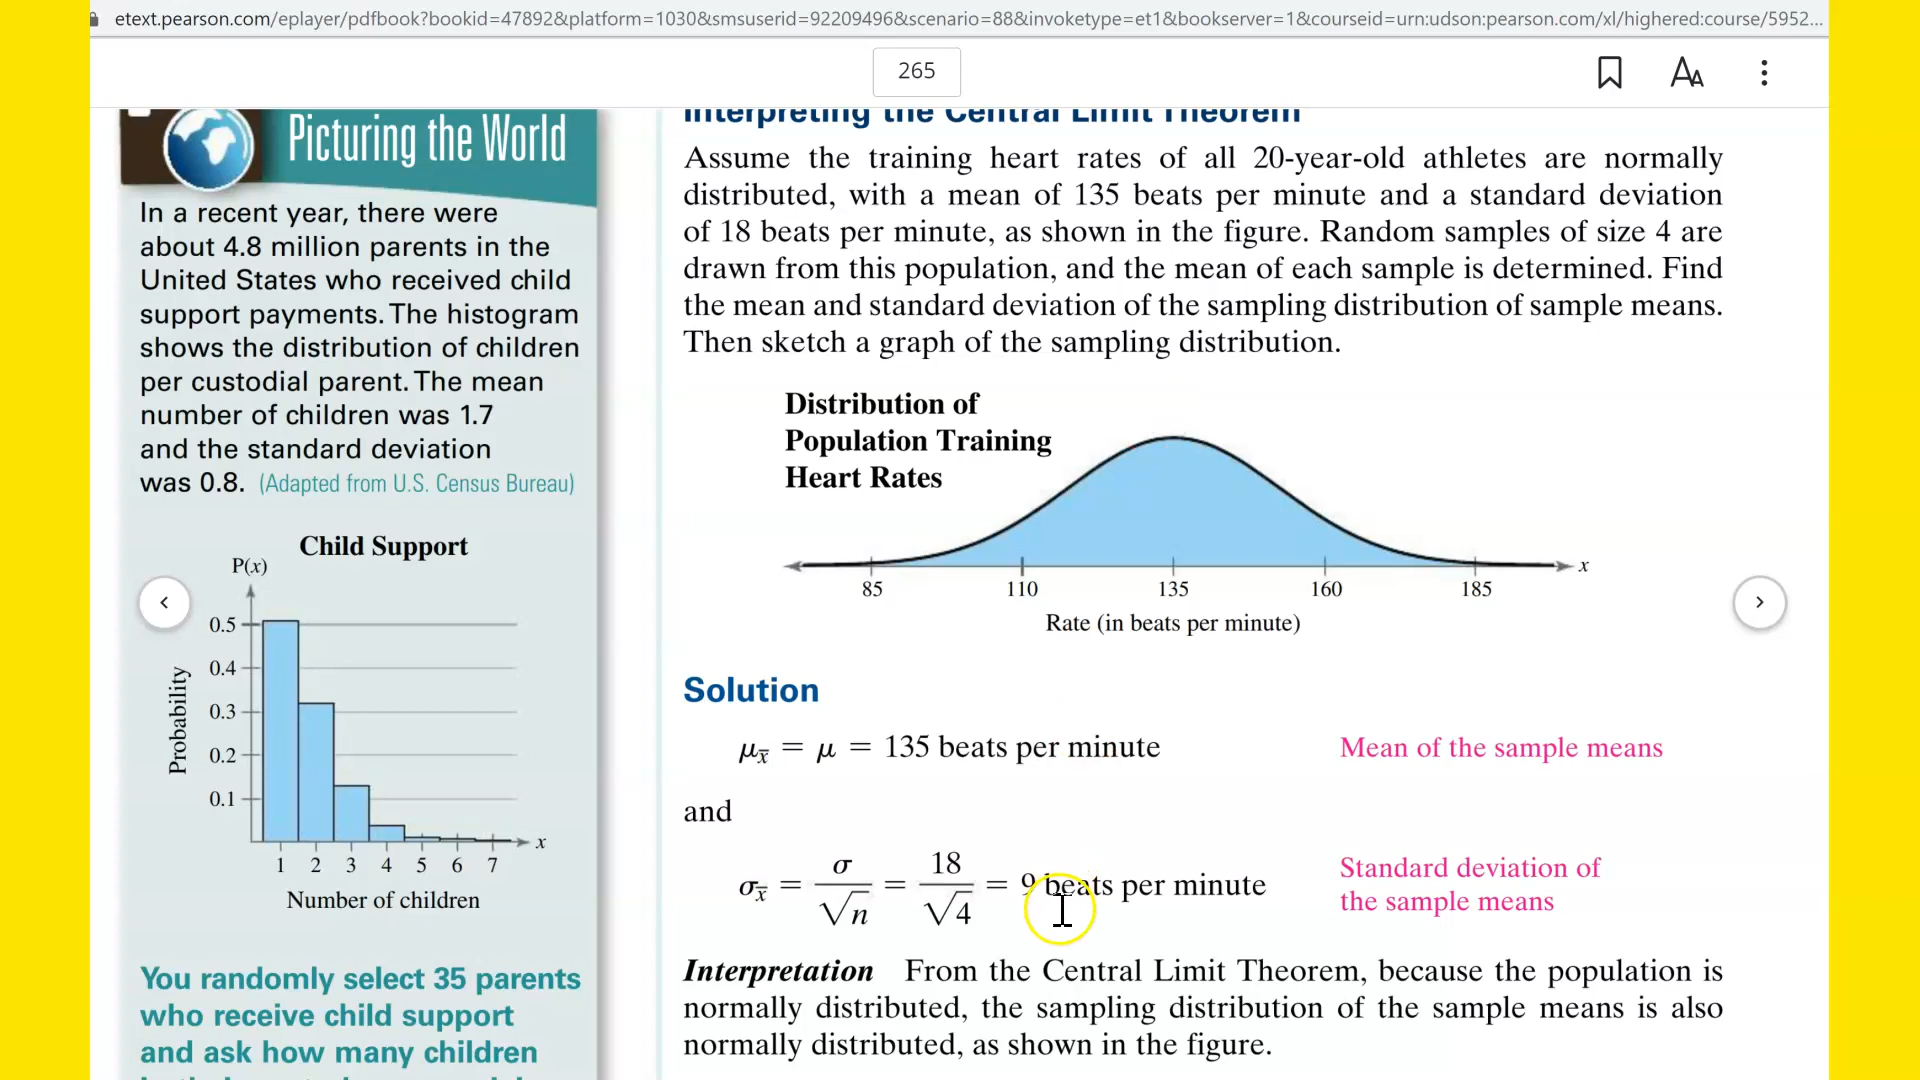 etext.pearson.com/eplayer/pdfbook?bookid=47892&platform=1030&smsuserid=92209496&scenario=88&invoketype=et1&bookserver=1&courseid=urn:udson:pearson.com/xl/highered:course/5952...
265
AA
Picturing the World
In a recent year, there were
about 4.8 million parents in the
United States who received child
support payments. The histogram
shows the distribution of children
per custodial parent. The mean
number of children was 1.7
and the standard deviation
was 0.8. (Adapted from U.S. Census Bureau)
Child Support
P(x)
0.5
0.4
0.3
0.2
0.1
Probability
x
1 2 3 4 5 6 7
Number of children
You randomly select 35 parents
who receive child support
and ask how many children
Interpreting the Central Limit Theorem
Assume the training heart rates of all 20-year-old athletes are normally
distributed, with a mean of 135 beats per minute and a standard deviation
of 18 beats per minute, as shown in the figure. Random samples of size 4 are
drawn from this population, and the mean of each sample is determined. Find
the mean and standard deviation of the sampling distribution of sample means.
Then sketch a graph of the sampling distribution.
Distribution of
Population Training
Heart Rates
x
85 110 135 160 185
Rate (in beats per minute)
Solution
μx̄ = μ = 135 beats per minute Mean of the sample means
and
σx̄ = σ/√n = 18/√4 = 9 beats per minute Standard deviation of
the sample means
Interpretation From the Central Limit Theorem, because the population is
normally distributed, the sampling distribution of the sample means is also
normally distributed, as shown in the figure.